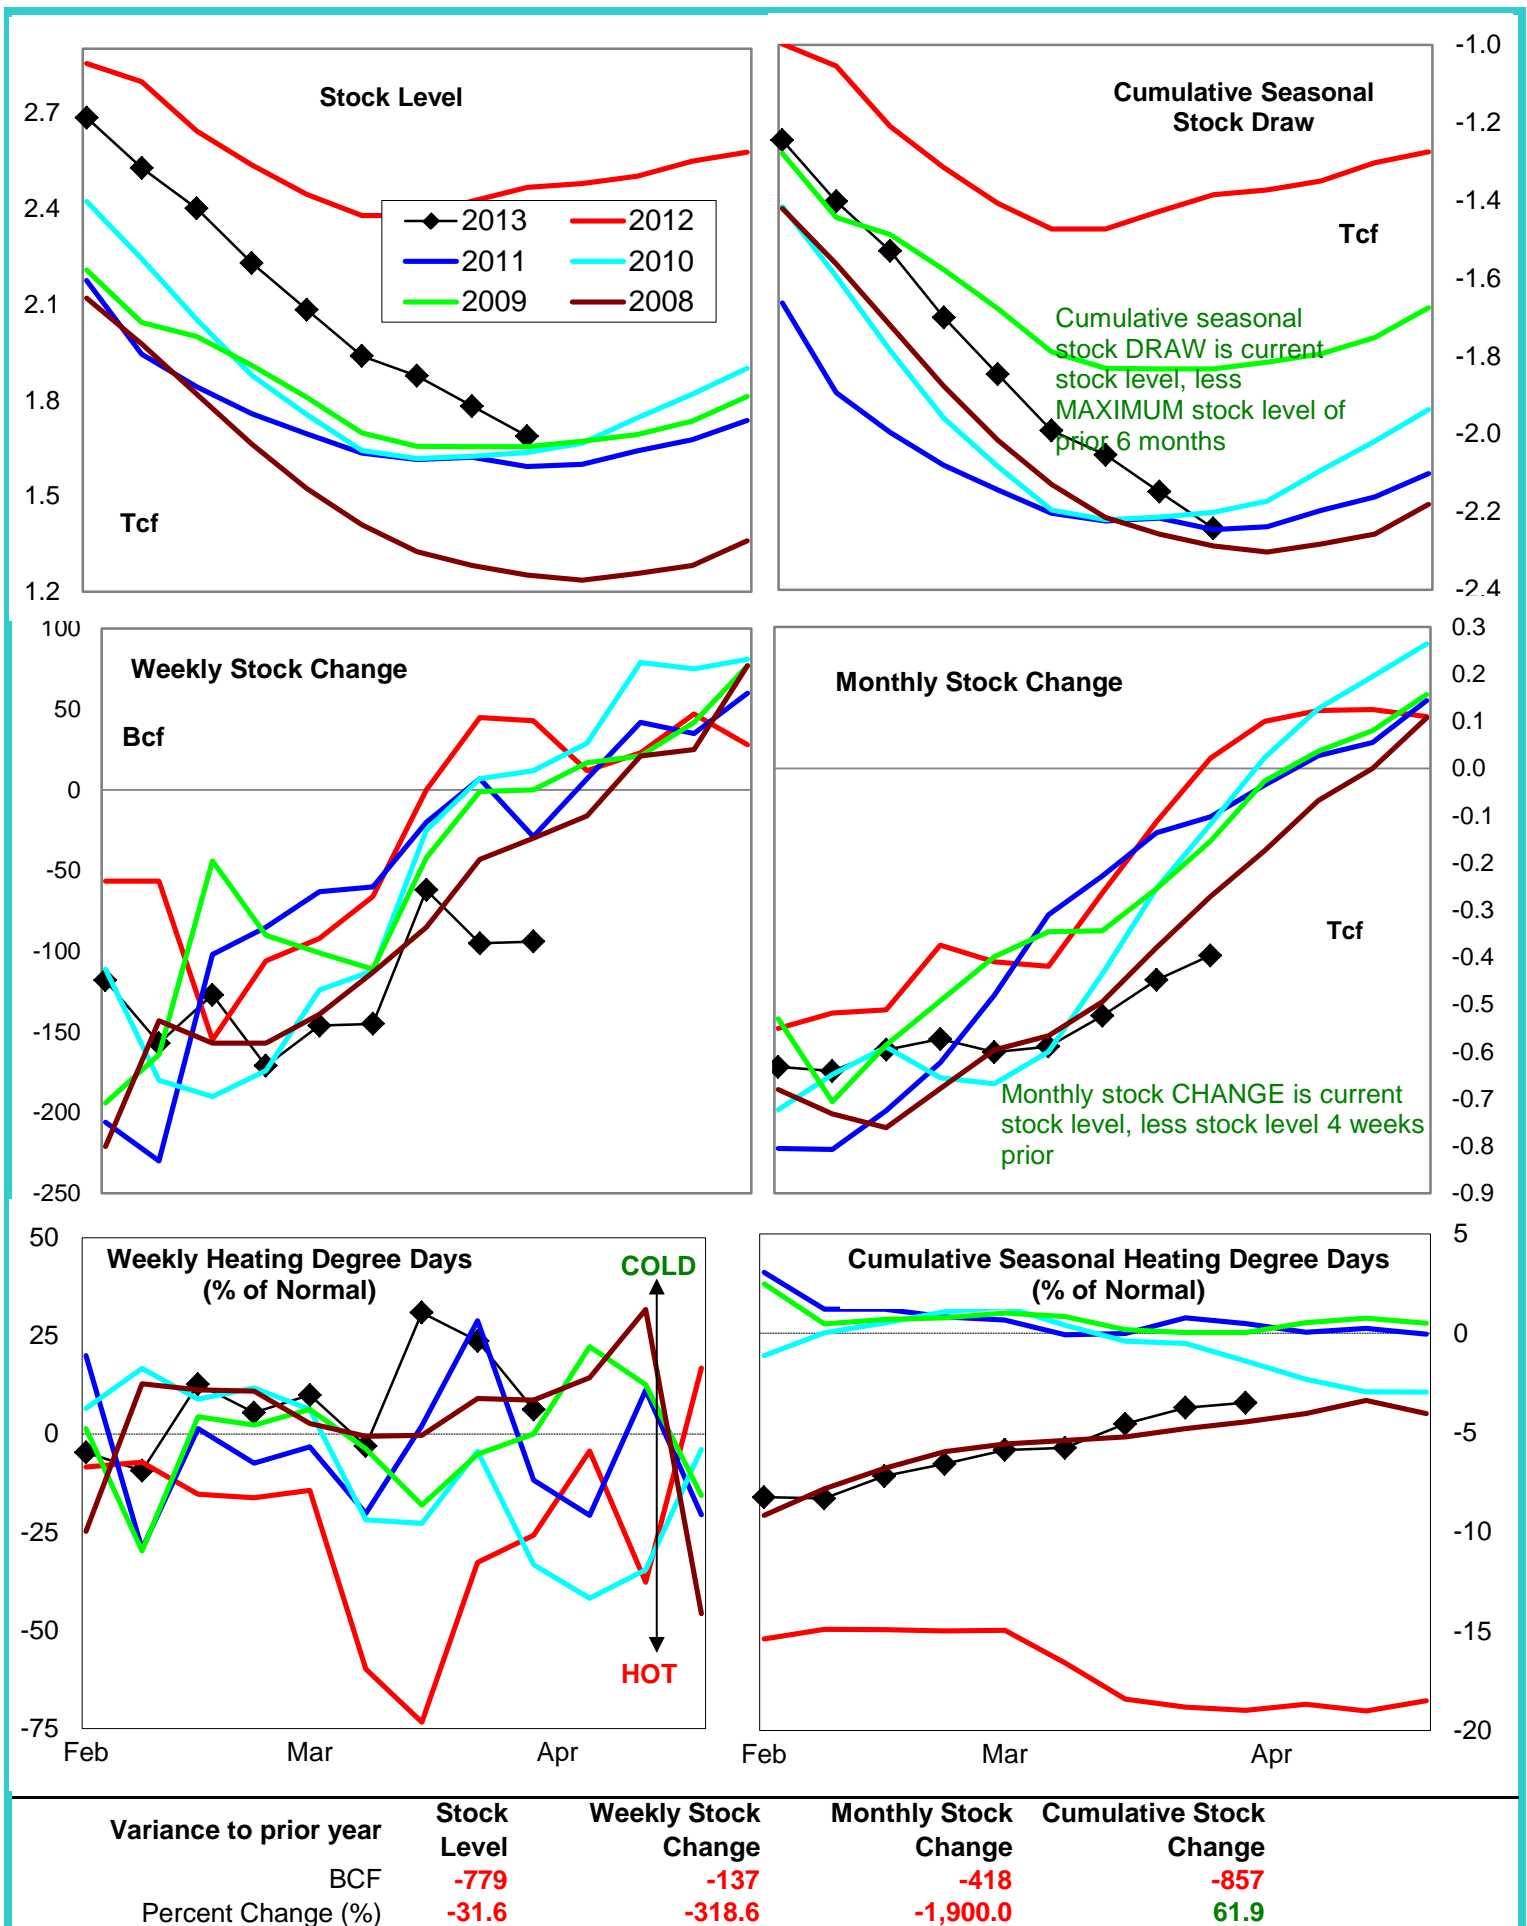 Stock Level
2.7
2.4
2.1
1.8
1.5
1.2
Tcf
2013
2012
2011
2010
2009
2008
Cumulative Seasonal
Stock Draw
Tcf
-1.0
-1.2
-1.4
-1.6
-1.8
-2.0
-2.2
-2.4
Cumulative seasonal
stock DRAW is current
stock level, less
MAXIMUM stock level of
prior 6 months
Weekly Stock Change
Bcf
100
50
0
-50
-100
-150
-200
-250
Monthly Stock Change
Tcf
0.3
0.2
0.1
0.0
-0.1
-0.2
-0.3
-0.4
-0.5
-0.6
-0.7
-0.8
-0.9
Monthly stock CHANGE is current
stock level, less stock level 4 weeks
prior
Weekly Heating Degree Days
(% of Normal)
COLD
HOT
50
25
0
-25
-50
-75
Feb
Mar
Apr
Cumulative Seasonal Heating Degree Days
(% of Normal)
5
0
-5
-10
-15
-20
Feb
Mar
Apr
Variance to prior year
Stock
Level
Weekly Stock
Change
Monthly Stock
Change
Cumulative Stock
Change
BCF -779 -137 -418 -857
Percent Change (%) -31.6 -318.6 -1,900.0 61.9